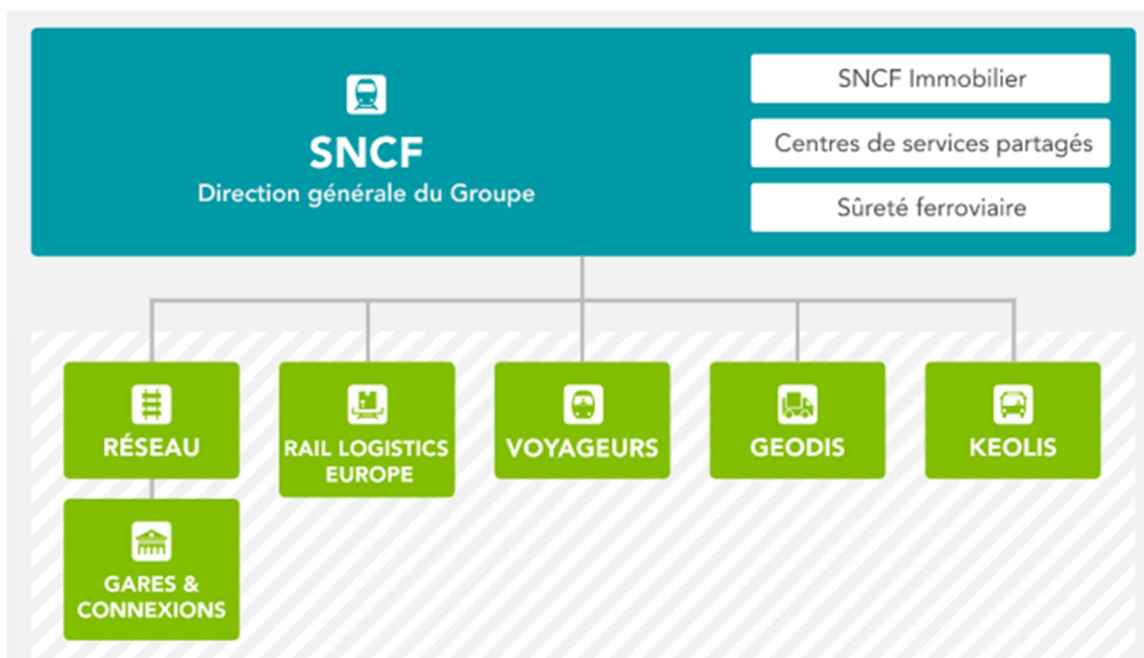 SNCF
Direction générale du Groupe
SNCF Immobilier
Centres de services partagés
Sûreté ferroviaire
RÉSEAU
RAIL LOGISTICS
EUROPE
VOYAGEURS
GEODIS
KEOLIS
GARES &
CONNEXIONS